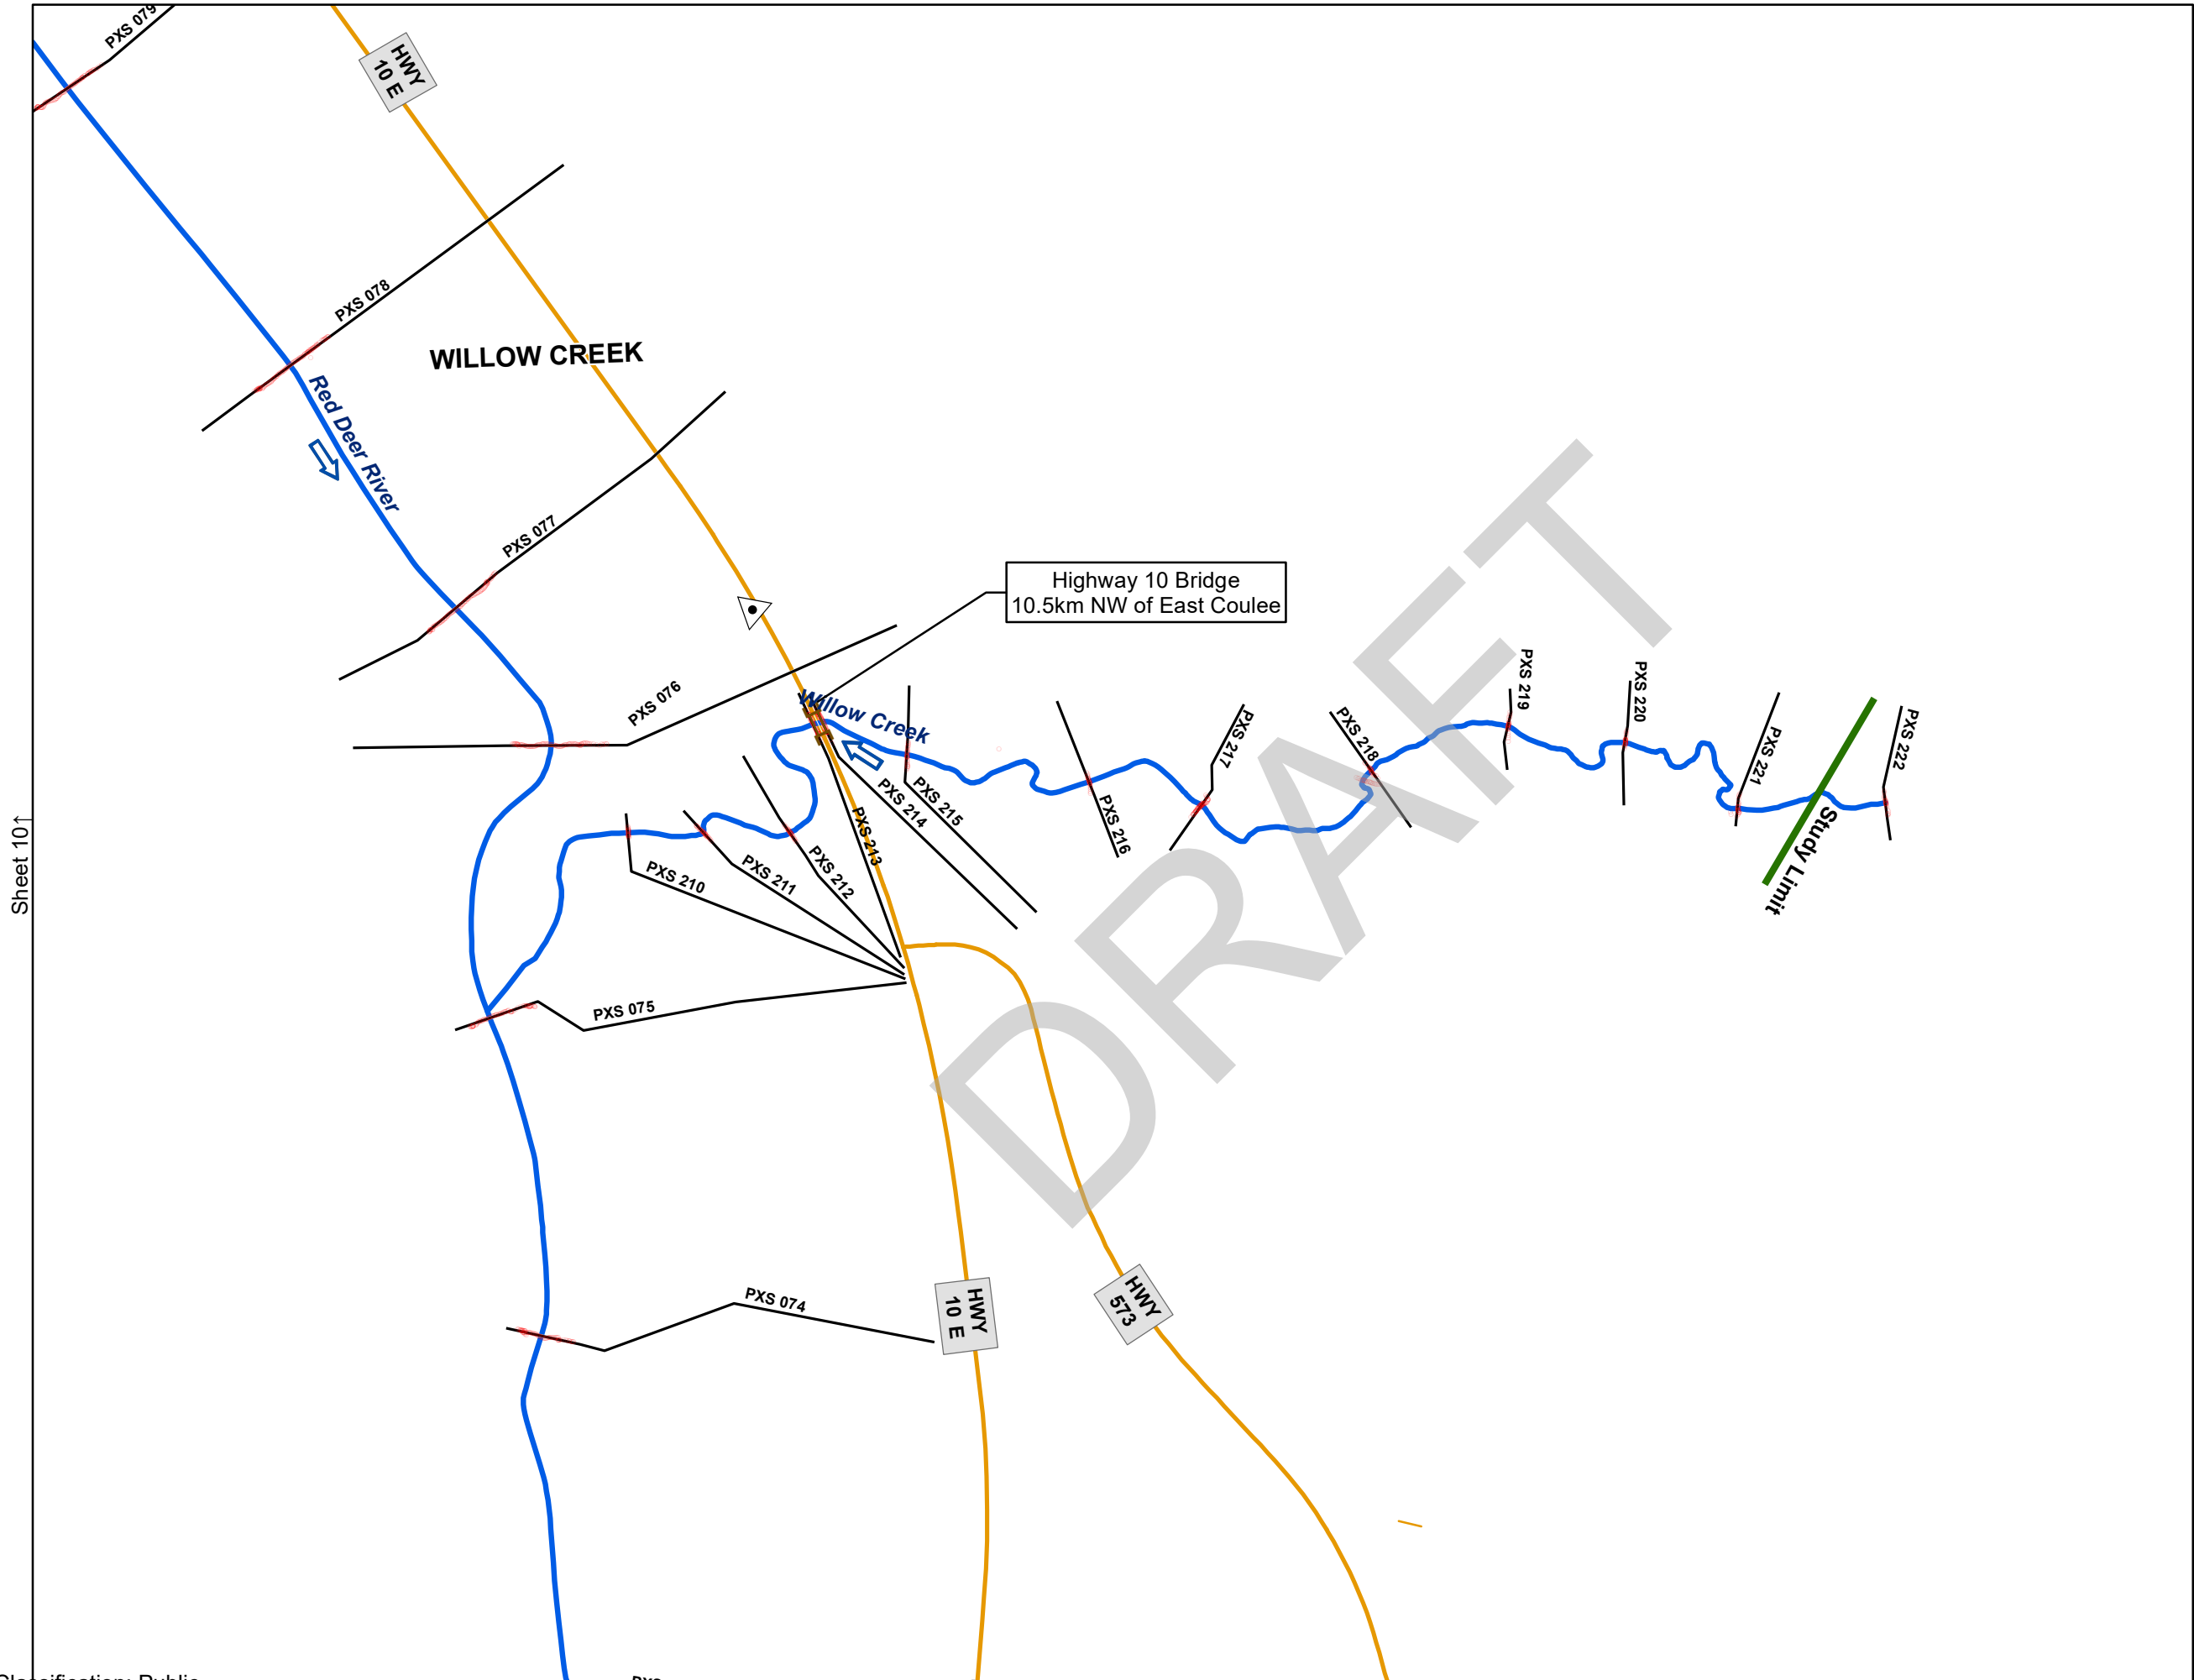 PXS 079
HWY
10 E
PXS 078
WILLOW CREEK
Red Deer River
PXS 077
Highway 10 Bridge
10.5km NW of East Coulee
PXS 076
Willow Creek
PXS 219
PXS 220
PXS 217
PXS 218
PXS 221
PXS 222
PXS 214
PXS 215
PXS 216
PXS 213
PXS 212
PXS 211
PXS 210
Study Limit
Sheet 10↑
PXS 075
DRAFT
PXS 074
HWY
10 E
HWY
573
Classification: Public